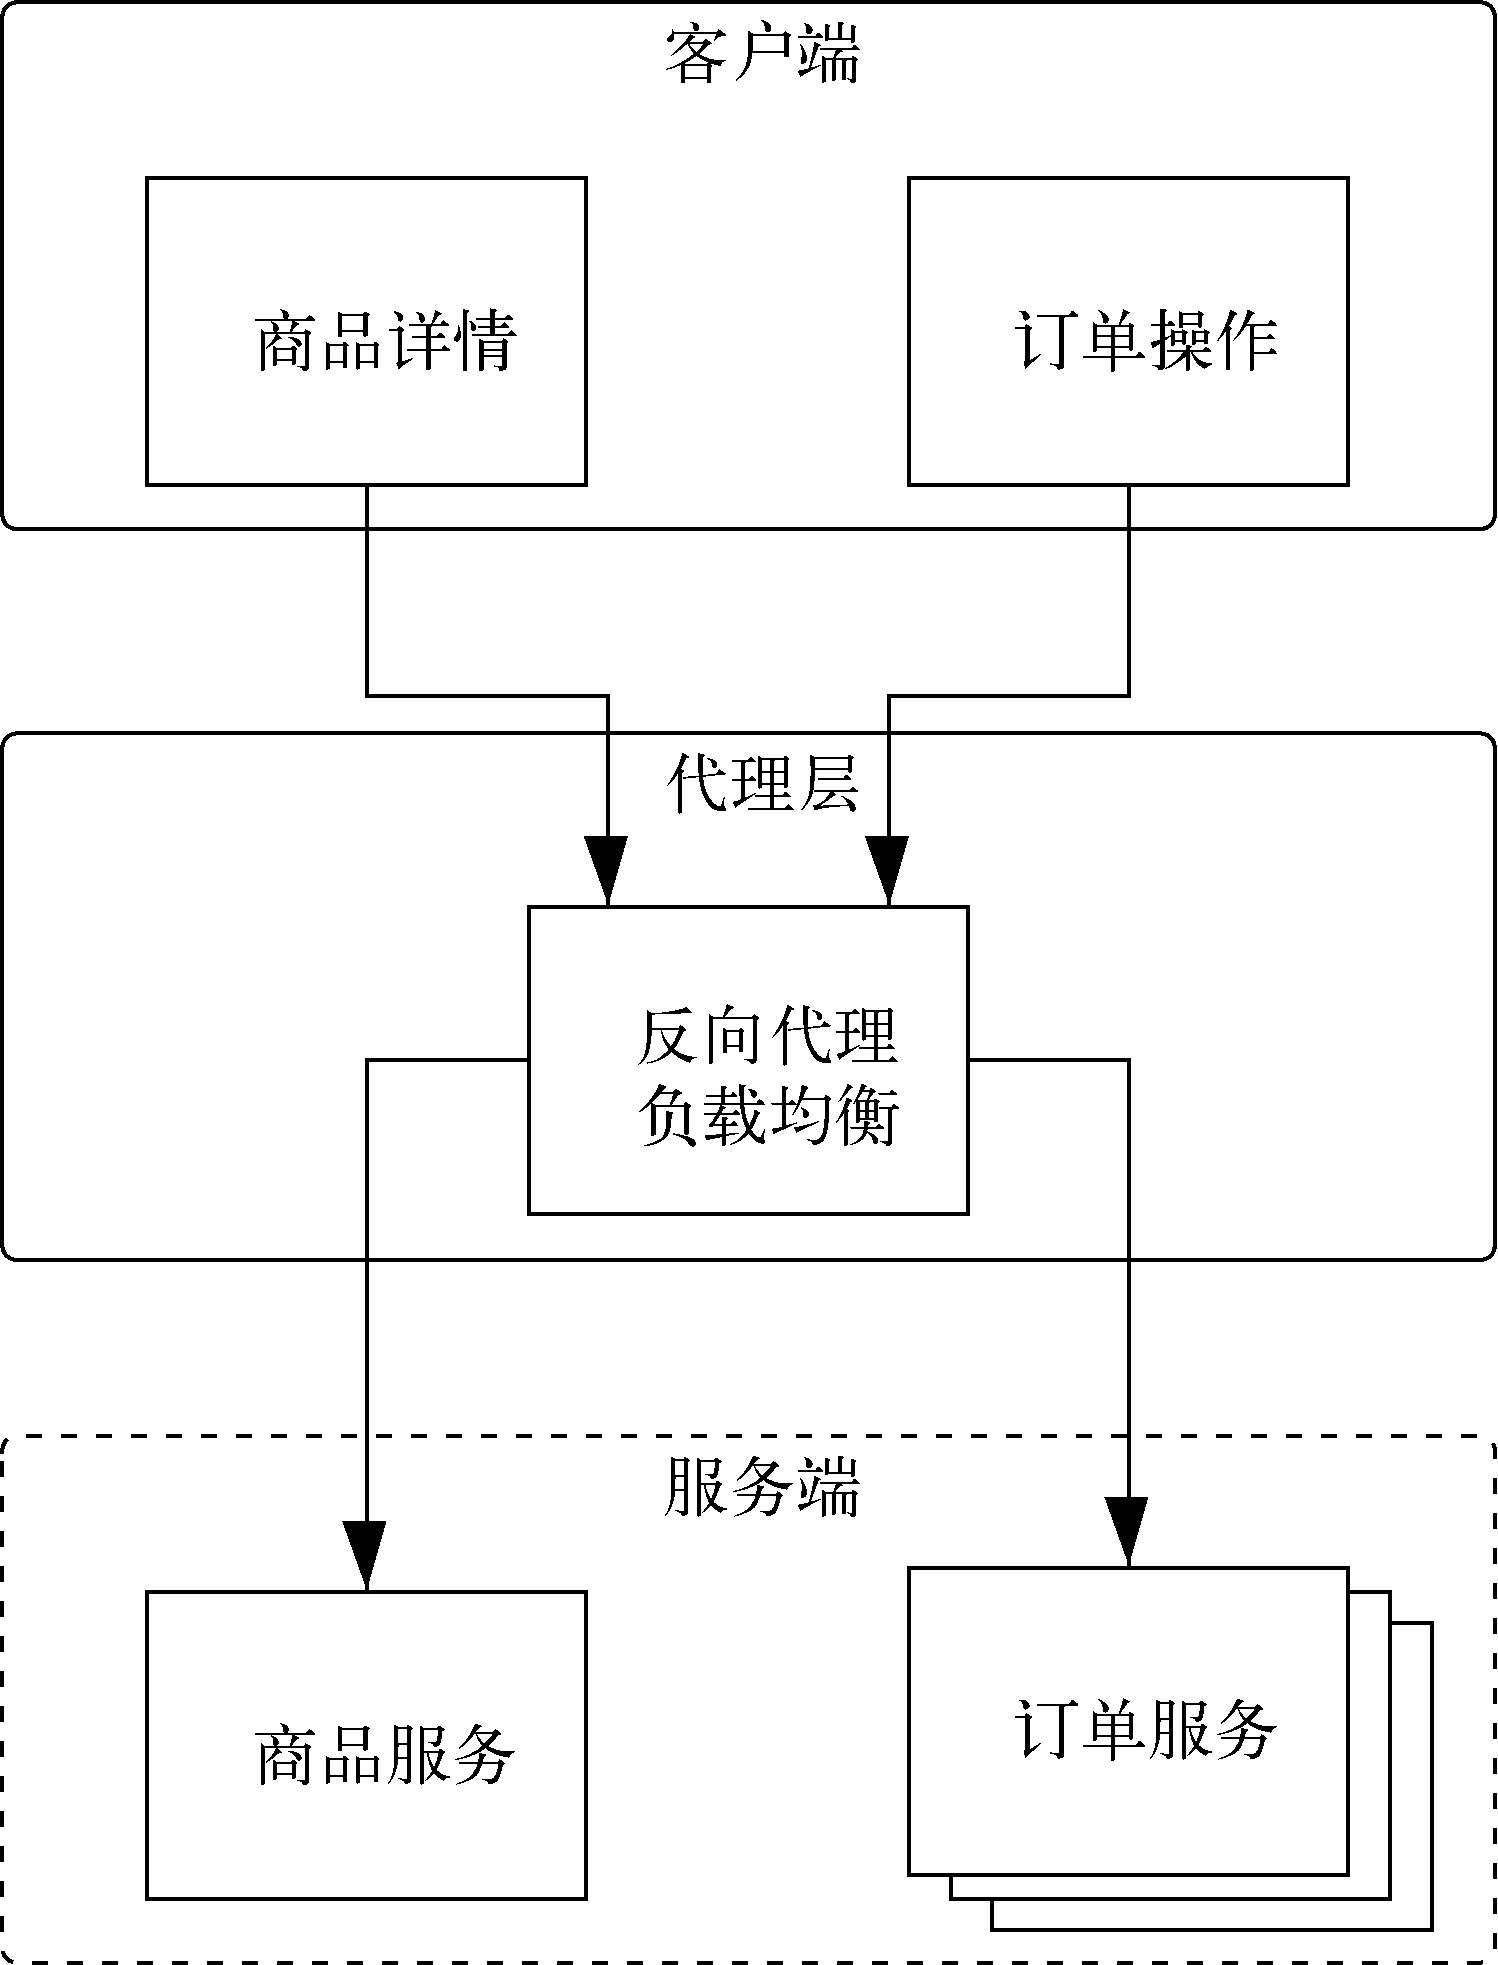 客户端
商品详情
订单操作
代理层
反向代理
负载均衡
服务端
商品服务
订单服务